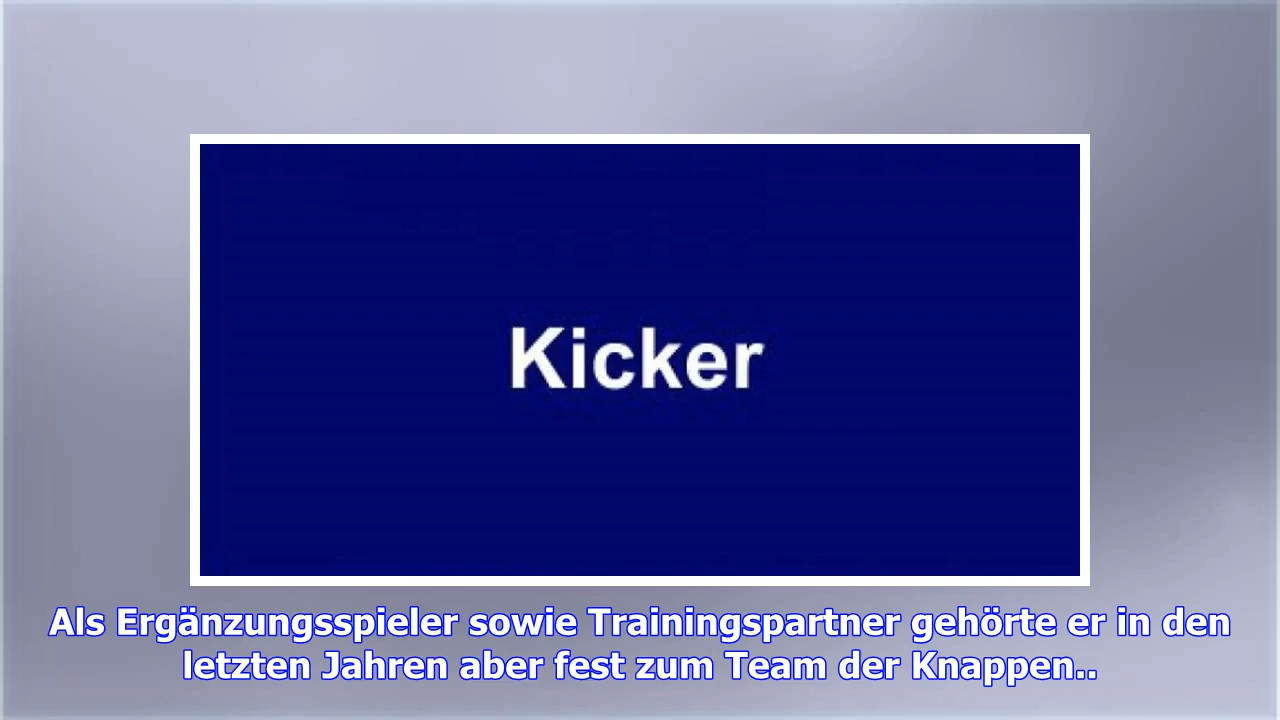 Kicker
Als Ergänzungsspieler sowie Trainingspartner gehörte er in den
letzten Jahren aber fest zum Team der Knappen..